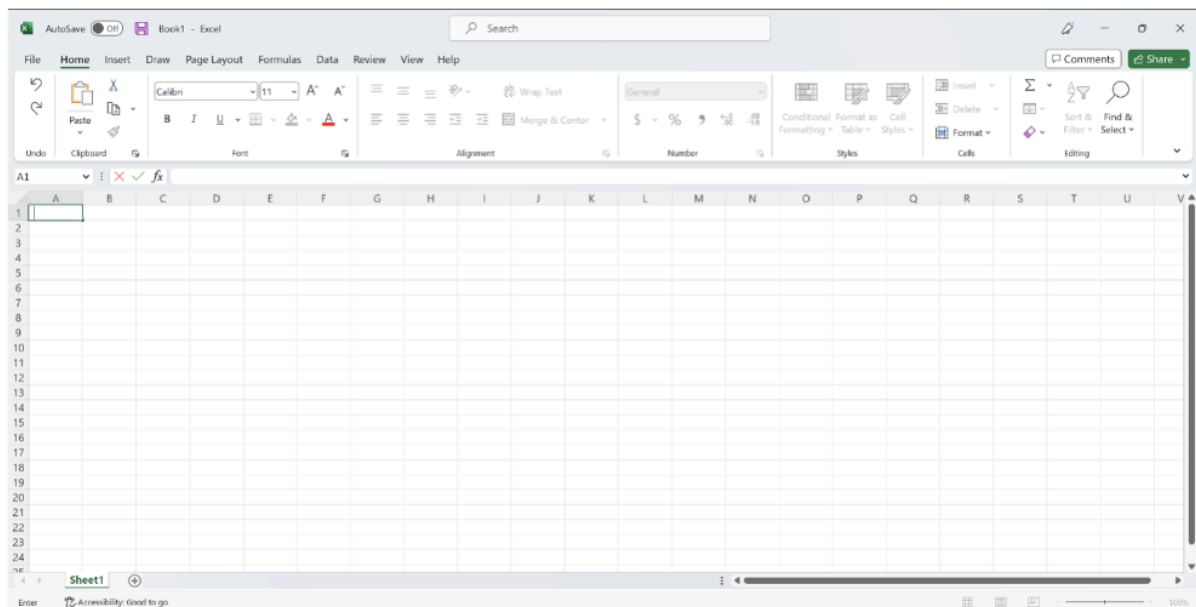 AutoSave Off Book1 - Excel Search
File Home Insert Draw Page Layout Formulas Data Review View Help Comments Share
Calibri 11 A^ A˅ Wrap Text General Insert
Paste B I U A Merge & Center $ % 9 Conditional Format as Cell Delete Sort & Find &
Formatting Table Styles Format Filter Select
Undo Clipboard Font Alignment Number Styles Cells Editing
A1 fx
A B C D E F G H I J K L M N O P Q R S T U V
1
2
3
4
5
6
7
8
9
10
11
12
13
14
15
16
17
18
19
20
21
22
23
24
25
Sheet1
Enter Accessibility: Good to go 100%